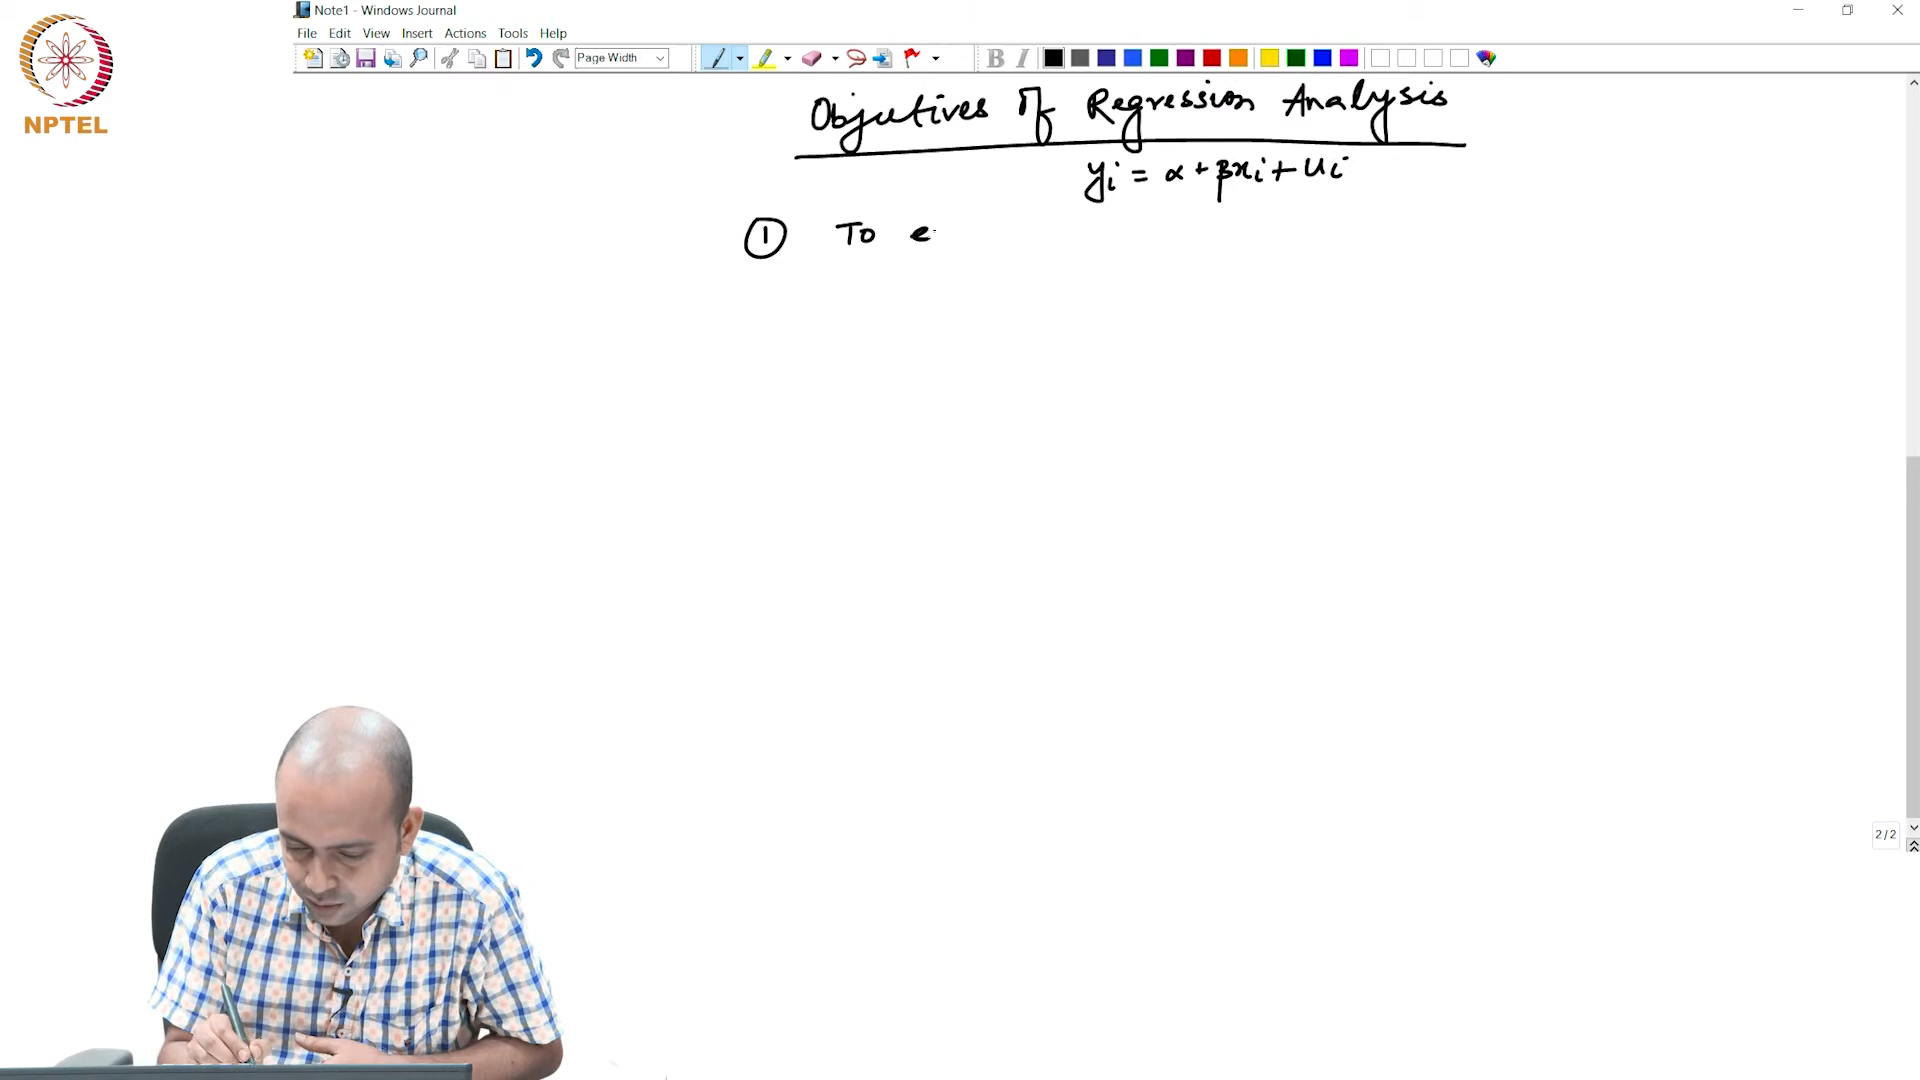 Note1 - Windows Journal
File Edit View Insert Actions Tools Help
Page Width
B I
NPTEL
Objectives Of Regression Analysis
yi = α + βxi + ui
① To e
2 / 2